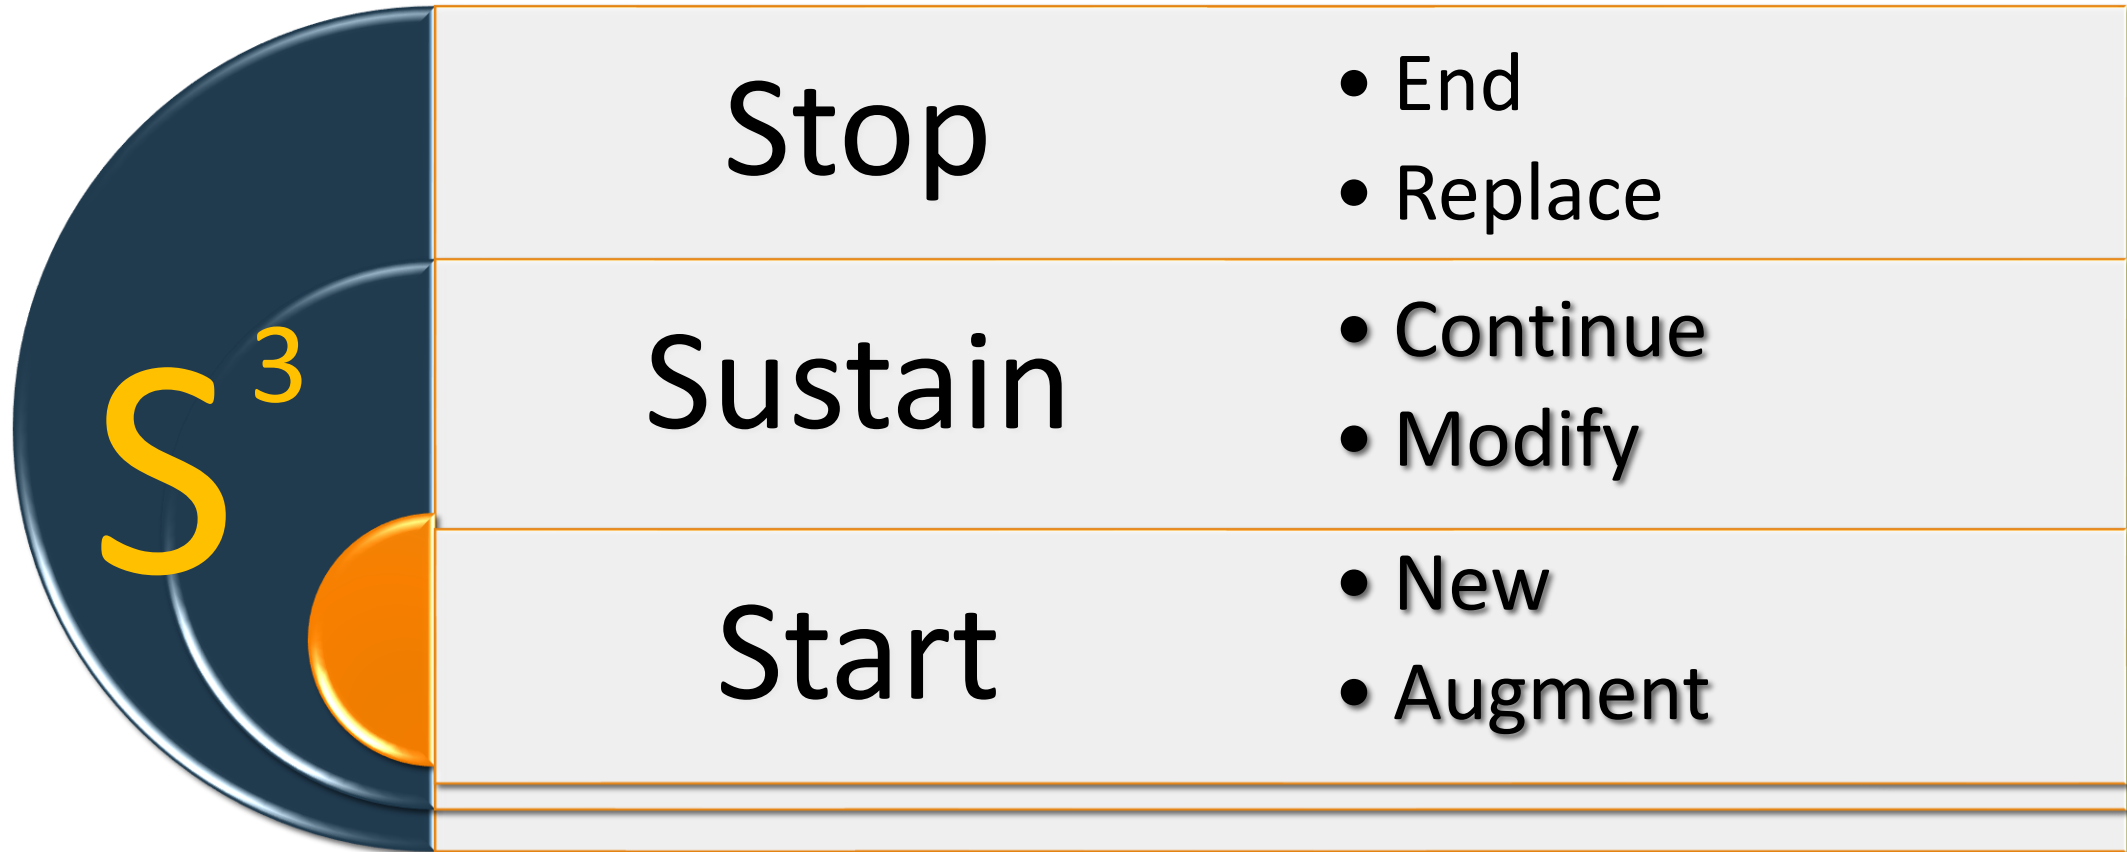 S³
Stop
• End
• Replace
Sustain
• Continue
• Modify
Start
• New
• Augment